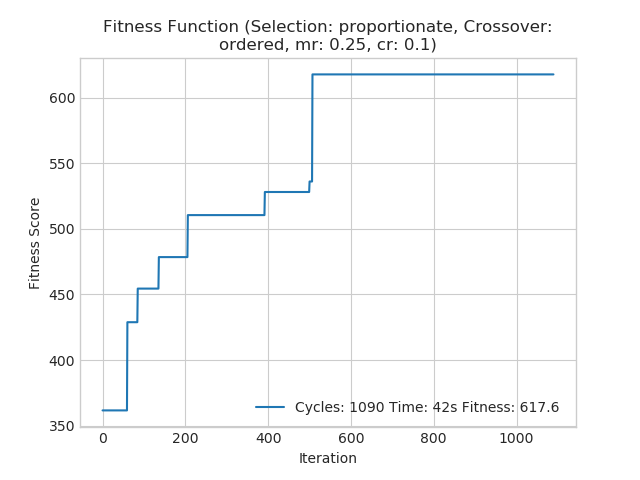 Fitness Function (Selection: proportionate, Crossover:
ordered, mr: 0.25, cr: 0.1)
Fitness Score
600
550
500
450
400
350
Cycles: 1090 Time: 42s Fitness: 617.6
0 200 400 600 800 1000
Iteration